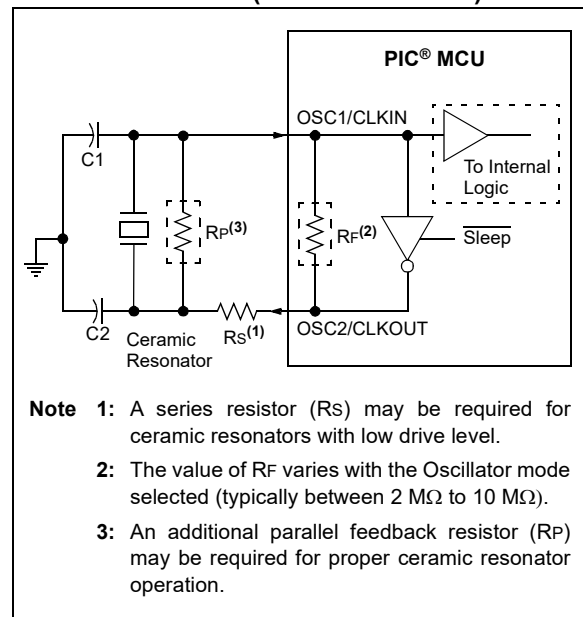 PIC® MCU
OSC1/CLKIN
C1
To Internal
Logic
RP(3)
RF(2)
Sleep
C2
Ceramic
Resonator
RS(1)
OSC2/CLKOUT
Note 1: A series resistor (RS) may be required for
ceramic resonators with low drive level.
2: The value of RF varies with the Oscillator mode
selected (typically between 2 MΩ to 10 MΩ).
3: An additional parallel feedback resistor (RP)
may be required for proper ceramic resonator
operation.